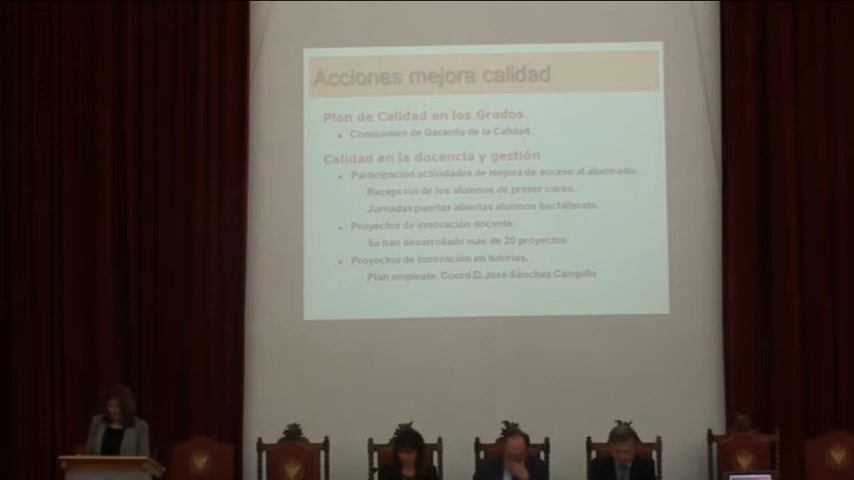 Acciones mejora calidad
Plan de Calidad en los Grados
Comisiones de Garantía de la Calidad.
Calidad en la docencia y gestión
Participación actividades de mejora de acceso al alumnado.
Recepción de los alumnos de primer curso.
Jornadas puertas abiertas alumnos bachillerato.
Proyectos de innovación docente.
Se han desarrollado más de 20 proyectos
Proyectos de innovación en tutorías.
Plan empleate. Coord.D.José Sánchez Campillo